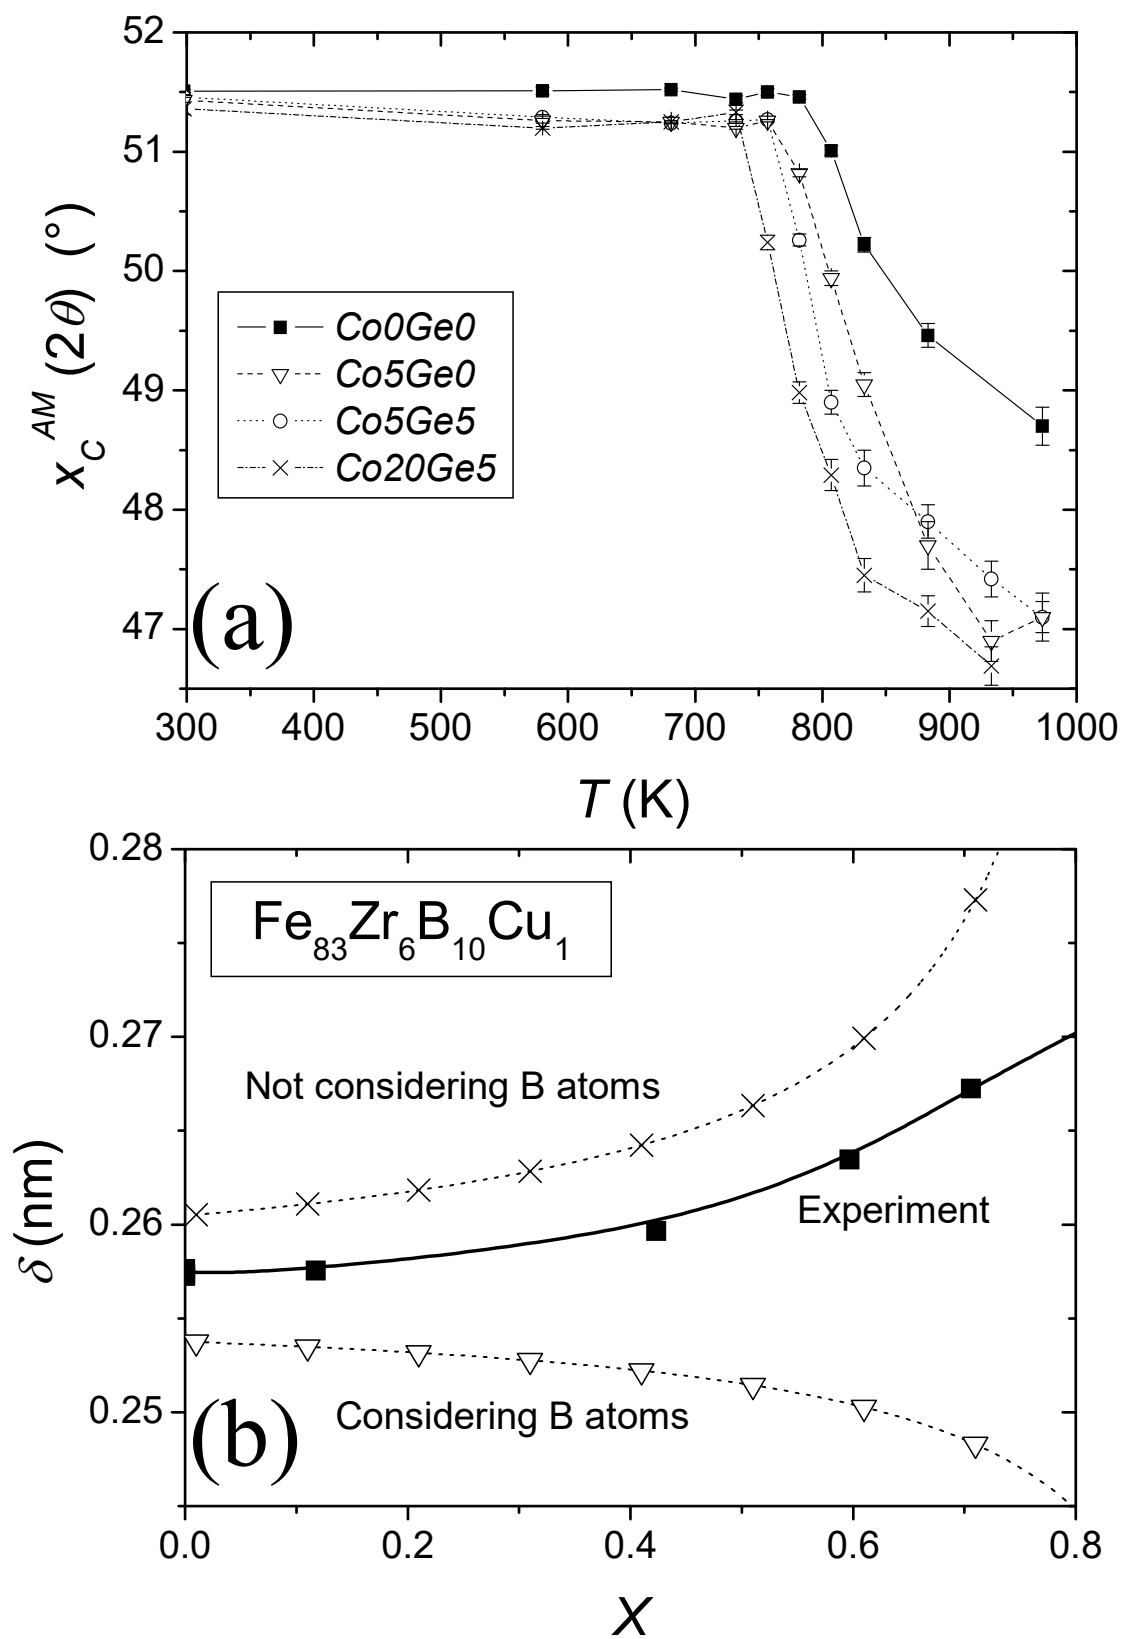 52
51
50
49
48
47
x_C^AM (2θ) (°)
Co0Ge0
Co5Ge0
Co5Ge5
Co20Ge5
(a)
300 400 500 600 700 800 900 1000
T (K)
0.28
0.27
0.26
0.25
δ (nm)
Fe83Zr6B10Cu1
Not considering B atoms
Experiment
Considering B atoms
(b)
0.0 0.2 0.4 0.6 0.8
X